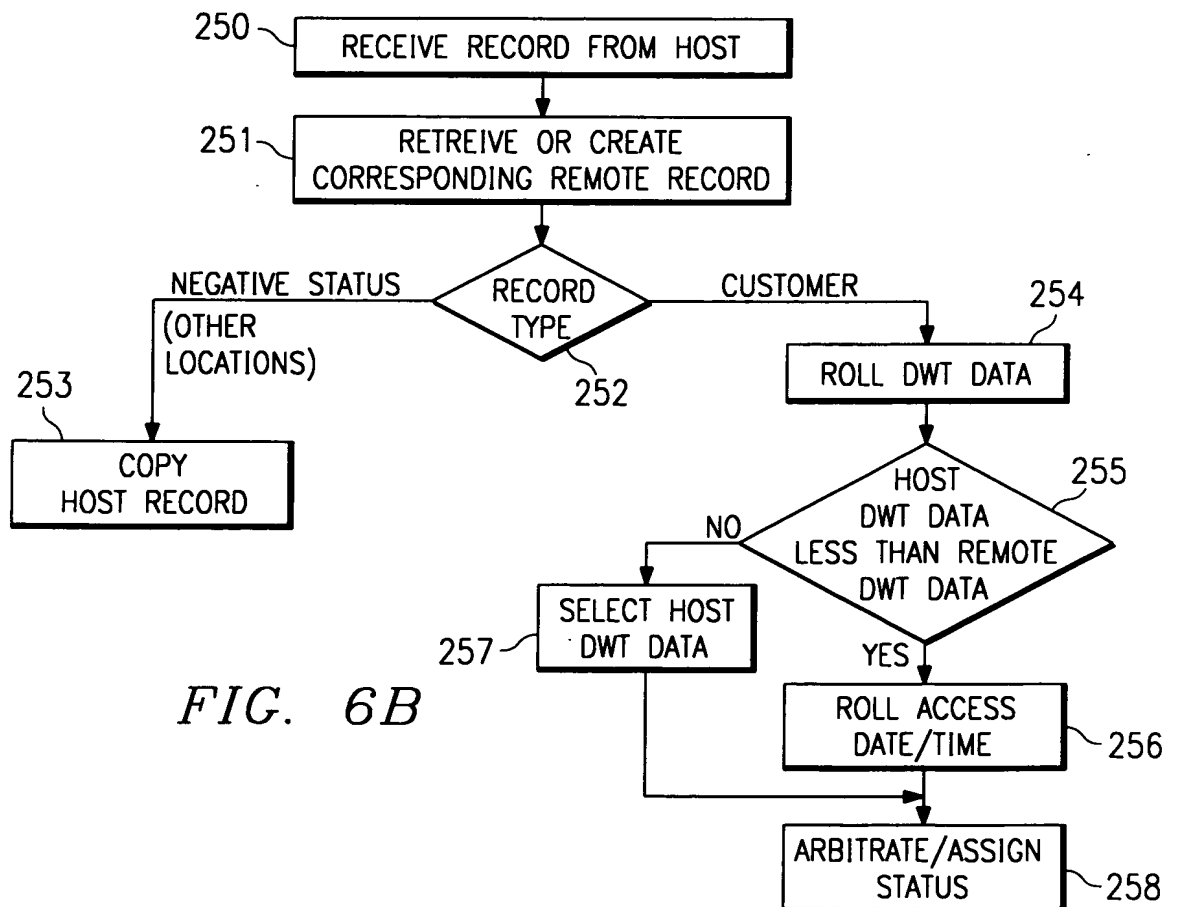 250
RECEIVE RECORD FROM HOST
251
RETREIVE OR CREATE
CORRESPONDING REMOTE RECORD
NEGATIVE STATUS
(OTHER
LOCATIONS)
RECORD
TYPE
252
CUSTOMER
254
ROLL DWT DATA
253
COPY
HOST RECORD
255
HOST
DWT DATA
LESS THAN REMOTE
DWT DATA
NO
SELECT HOST
DWT DATA
257
YES
ROLL ACCESS
DATE/TIME
256
ARBITRATE/ASSIGN
STATUS
258
FIG. 6B